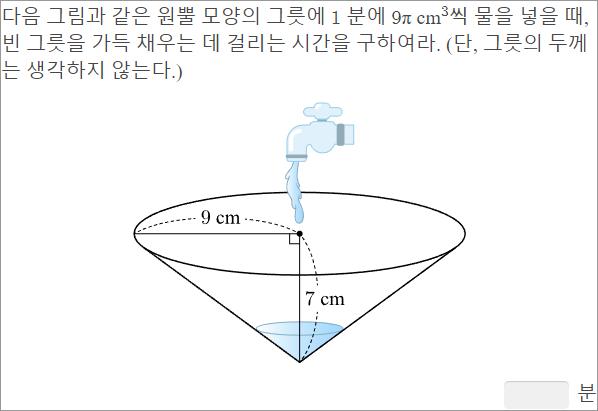 다음 그림과 같은 원뿔 모양의 그릇에 1 분에 9π cm³씩 물을 넣을 때,
빈 그릇을 가득 채우는 데 걸리는 시간을 구하여라. (단, 그릇의 두께
는 생각하지 않는다.)
9 cm
7 cm
분